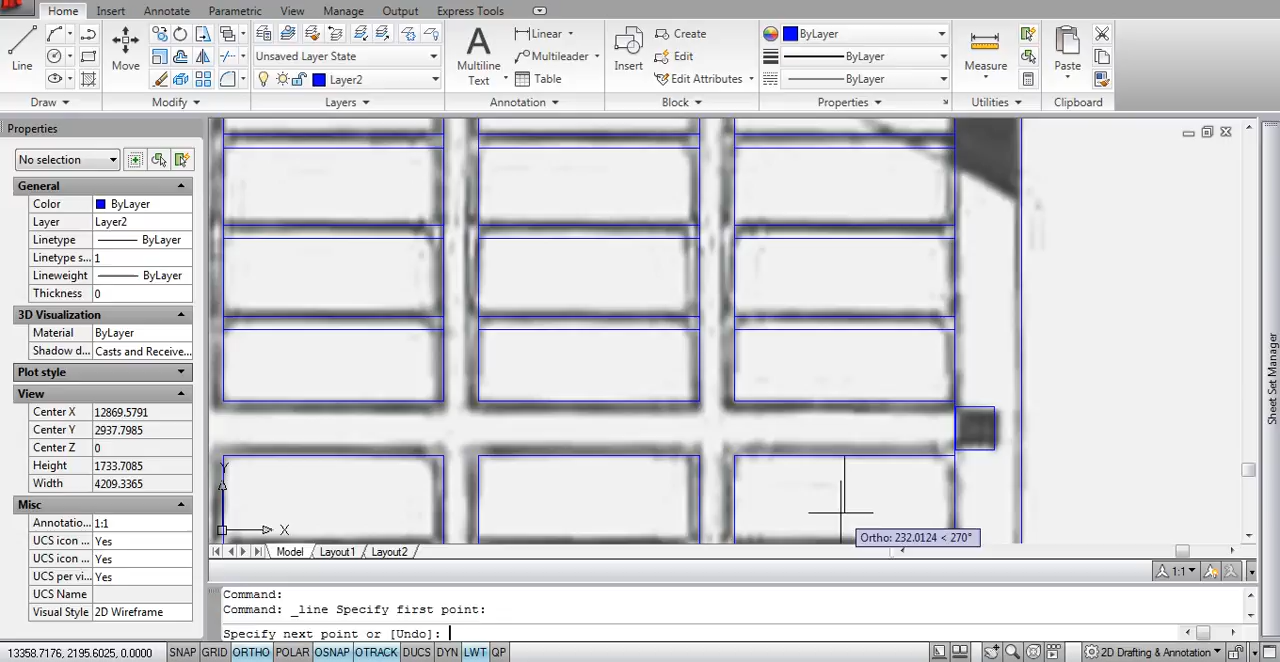 Home Insert Annotate Parametric View Manage Output Express Tools
Line Move Unsaved Layer State Layer2 Multiline Text Linear Multileader Table Insert Create Edit Edit Attributes ByLayer ByLayer ByLayer Measure Paste
Draw Modify Layers Annotation Block Properties Utilities Clipboard
Properties
No selection
General
Color ByLayer
Layer Layer2
Linetype ByLayer
Linetype s... 1
Lineweight ByLayer
Thickness 0
3D Visualization
Material ByLayer
Shadow d... Casts and Receive...
Plot style
View
Center X 12869.5791
Center Y 2937.7985
Center Z 0
Height 1733.7085
Width 4209.3365
Misc
Annotatio... 1:1
UCS icon ... Yes
UCS icon ... Yes
UCS per vi... Yes
UCS Name
Visual Style 2D Wireframe
Y
X
Ortho: 232.0124 < 270°
Sheet Set Manager
Model Layout1 Layout2
1:1
Command:
Command: _line Specify first point:
Specify next point or [Undo]:
13358.7176, 2195.6025, 0.0000 SNAP GRID ORTHO POLAR OSNAP OTRACK DUCS DYN LWT QP 2D Drafting & Annotation